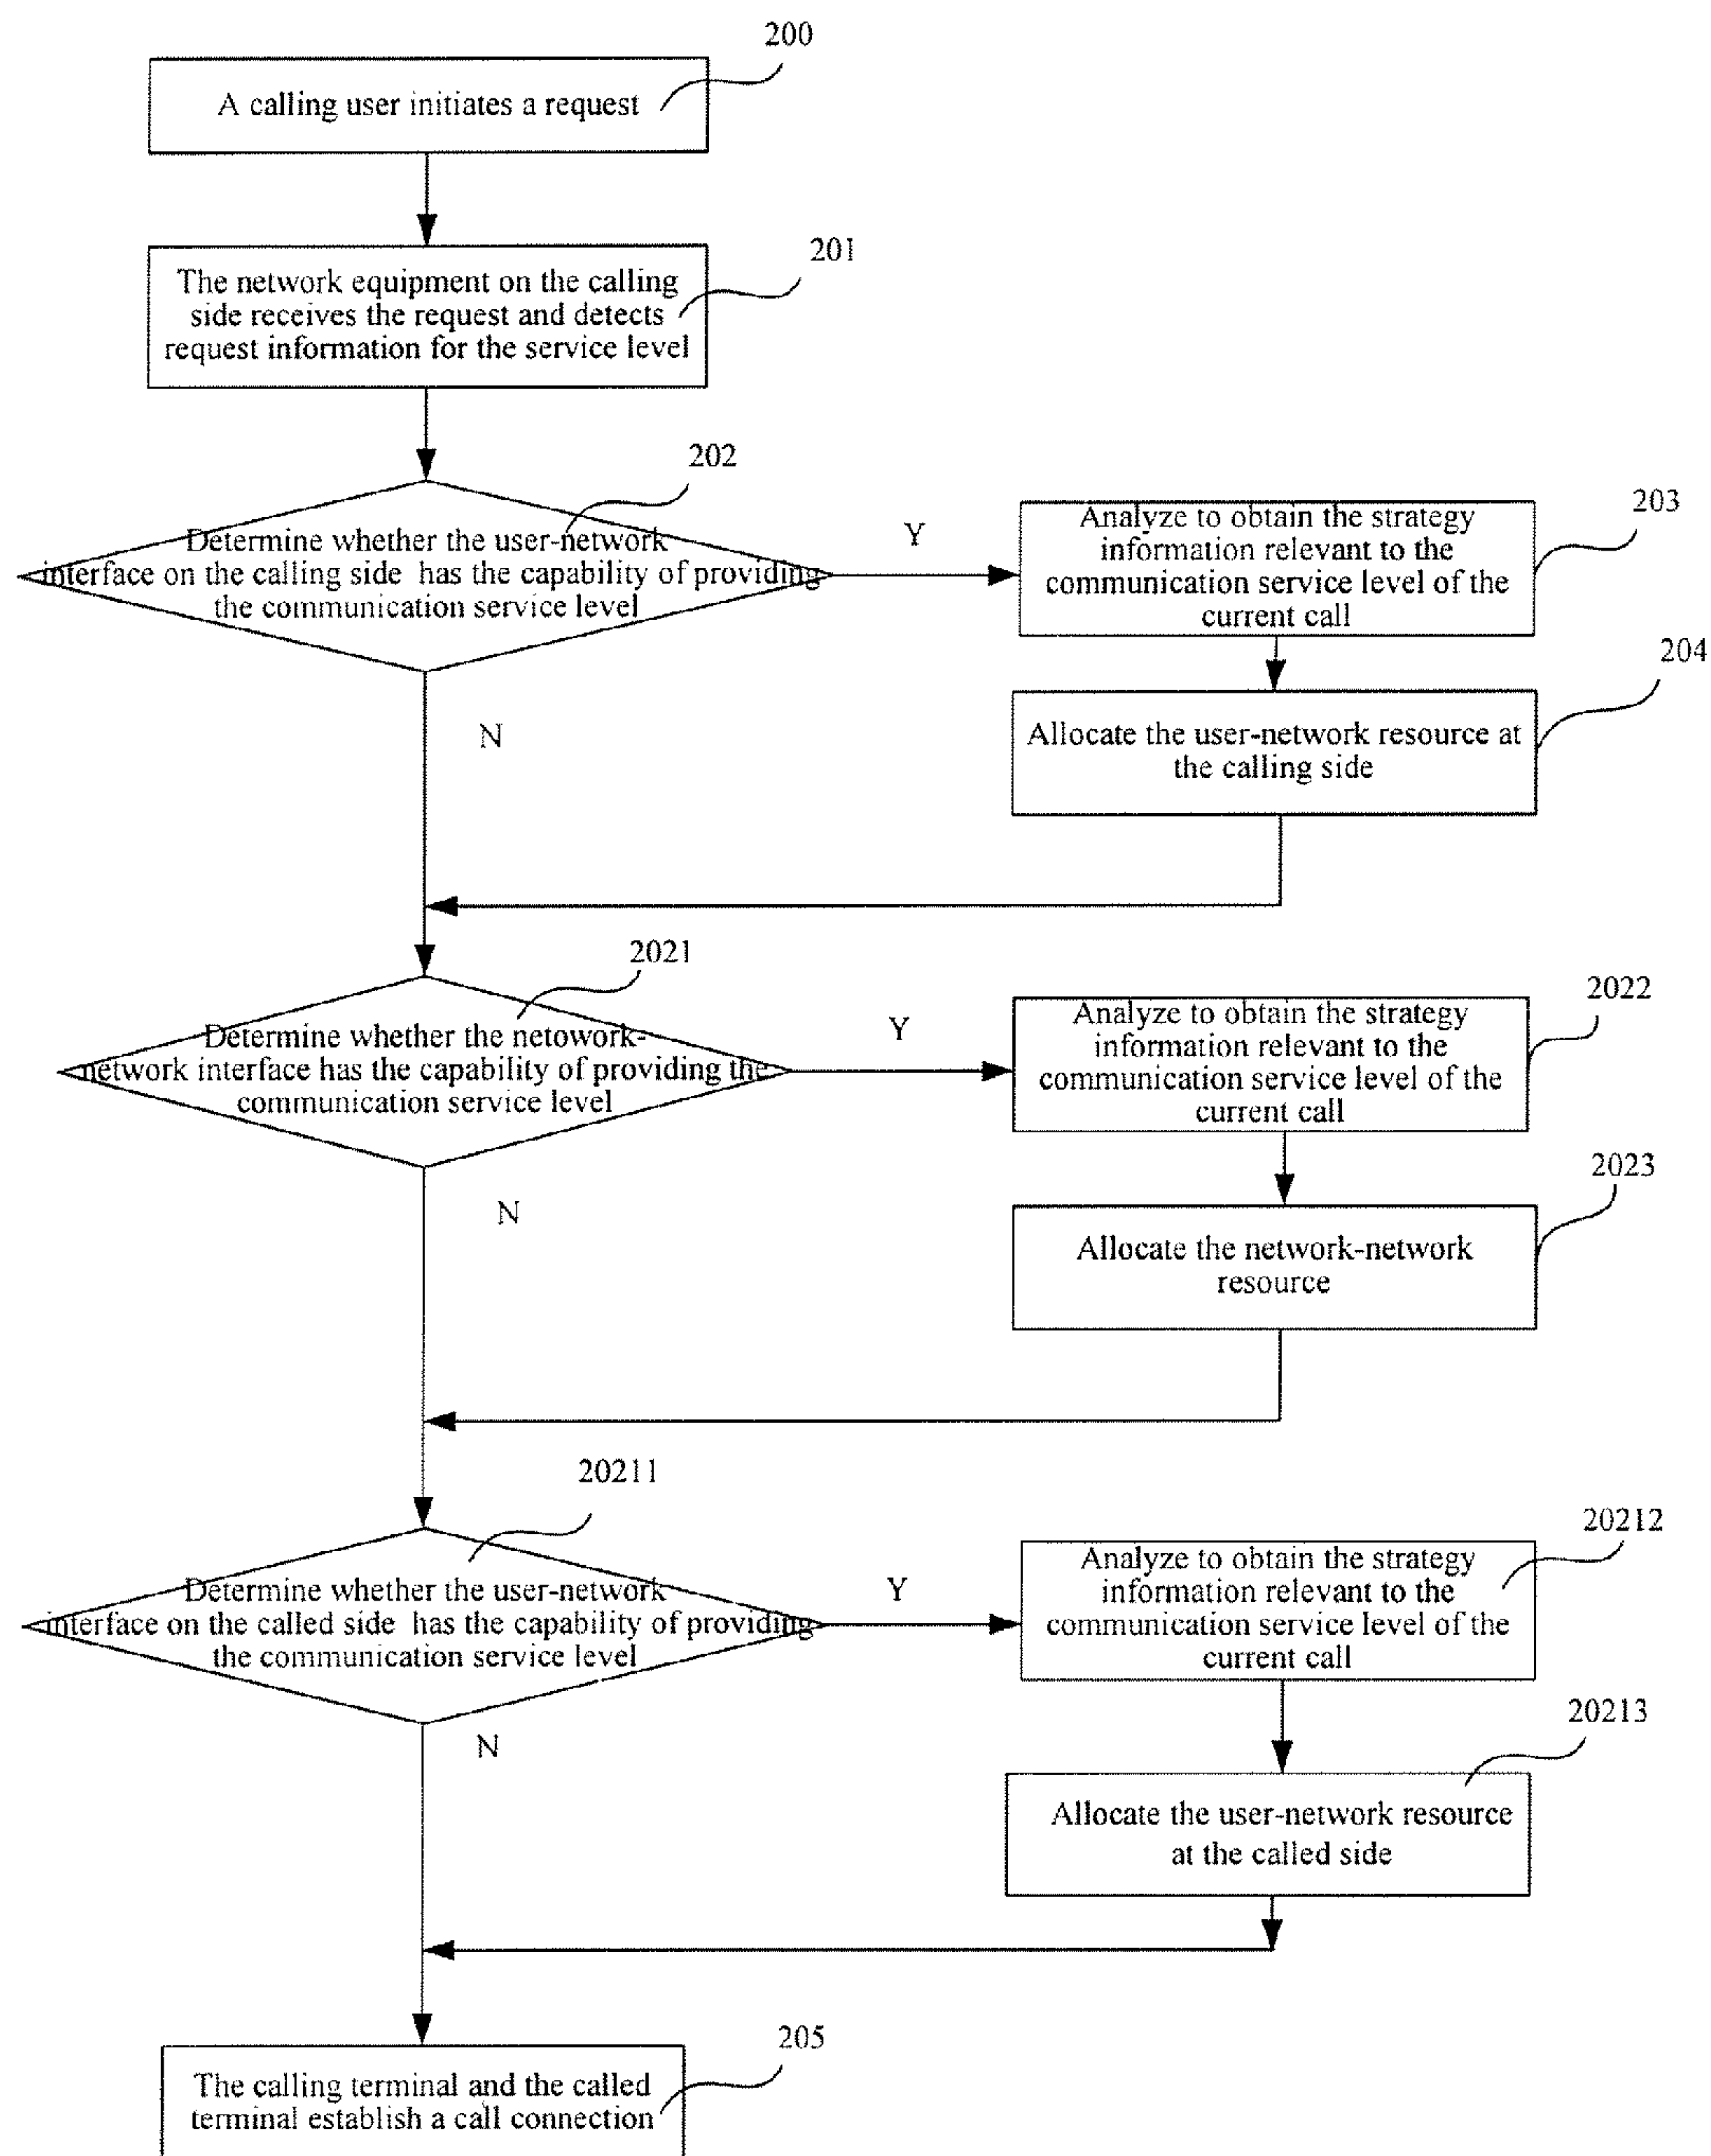 200
A calling user initiates a request
201
The network equipment on the calling
side receives the request and detects
request information for the service level
202
Determine whether the user-network
interface on the calling side has the capability of providing
the communication service level
Y
N
203
Analyze to obtain the strategy
information relevant to the
communication service level of the
current call
204
Allocate the user-network resource at
the calling side
2021
Determine whether the netowork-
network interface has the capability of providing the
communication service level
Y
N
2022
Analyze to obtain the strategy
information relevant to the
communication service level of the
current call
2023
Allocate the network-network
resource
20211
Determine whether the user-network
interface on the called side has the capability of providing
the communication service level
Y
N
20212
Analyze to obtain the strategy
information relevant to the
communication service level of the
current call
20213
Allocate the user-network resource
at the called side
205
The calling terminal and the called
terminal establish a call connection